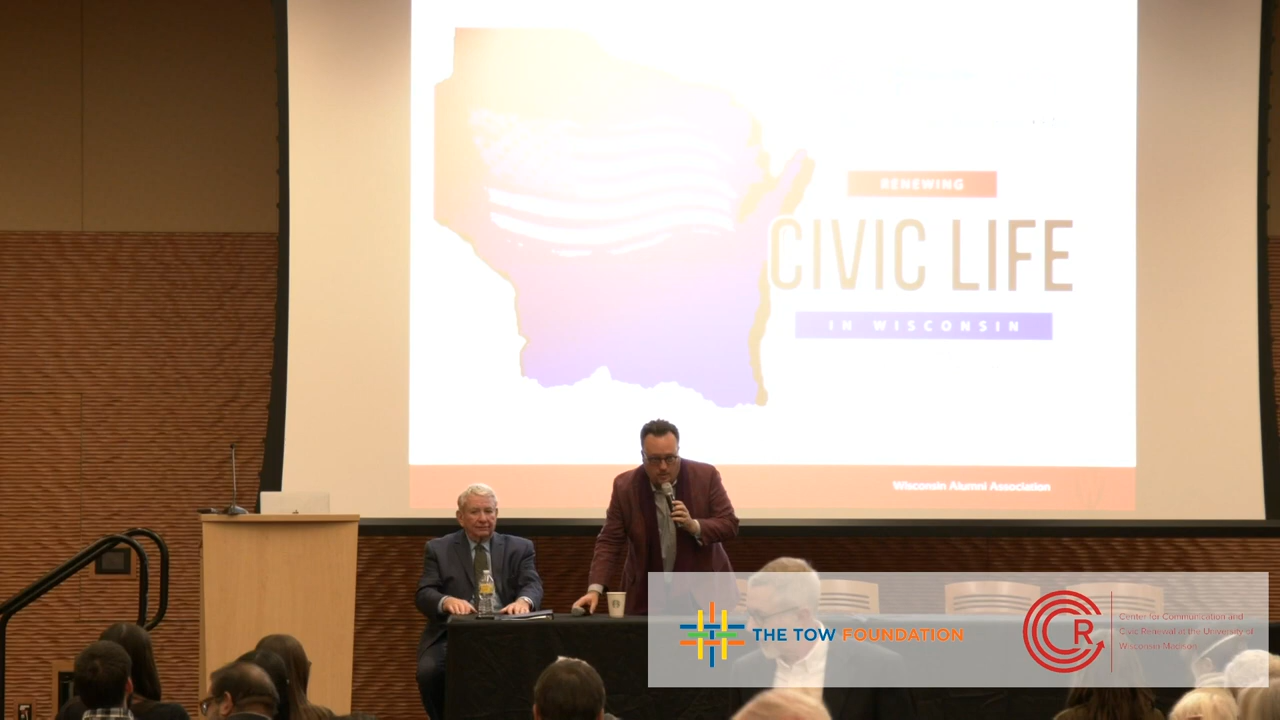 RENEWING
CIVIC LIFE
IN WISCONSIN
Wisconsin Alumni Association
THE TOW FOUNDATION
CCR
Center for Communication and
Civic Renewal at the University of
Wisconsin Madison